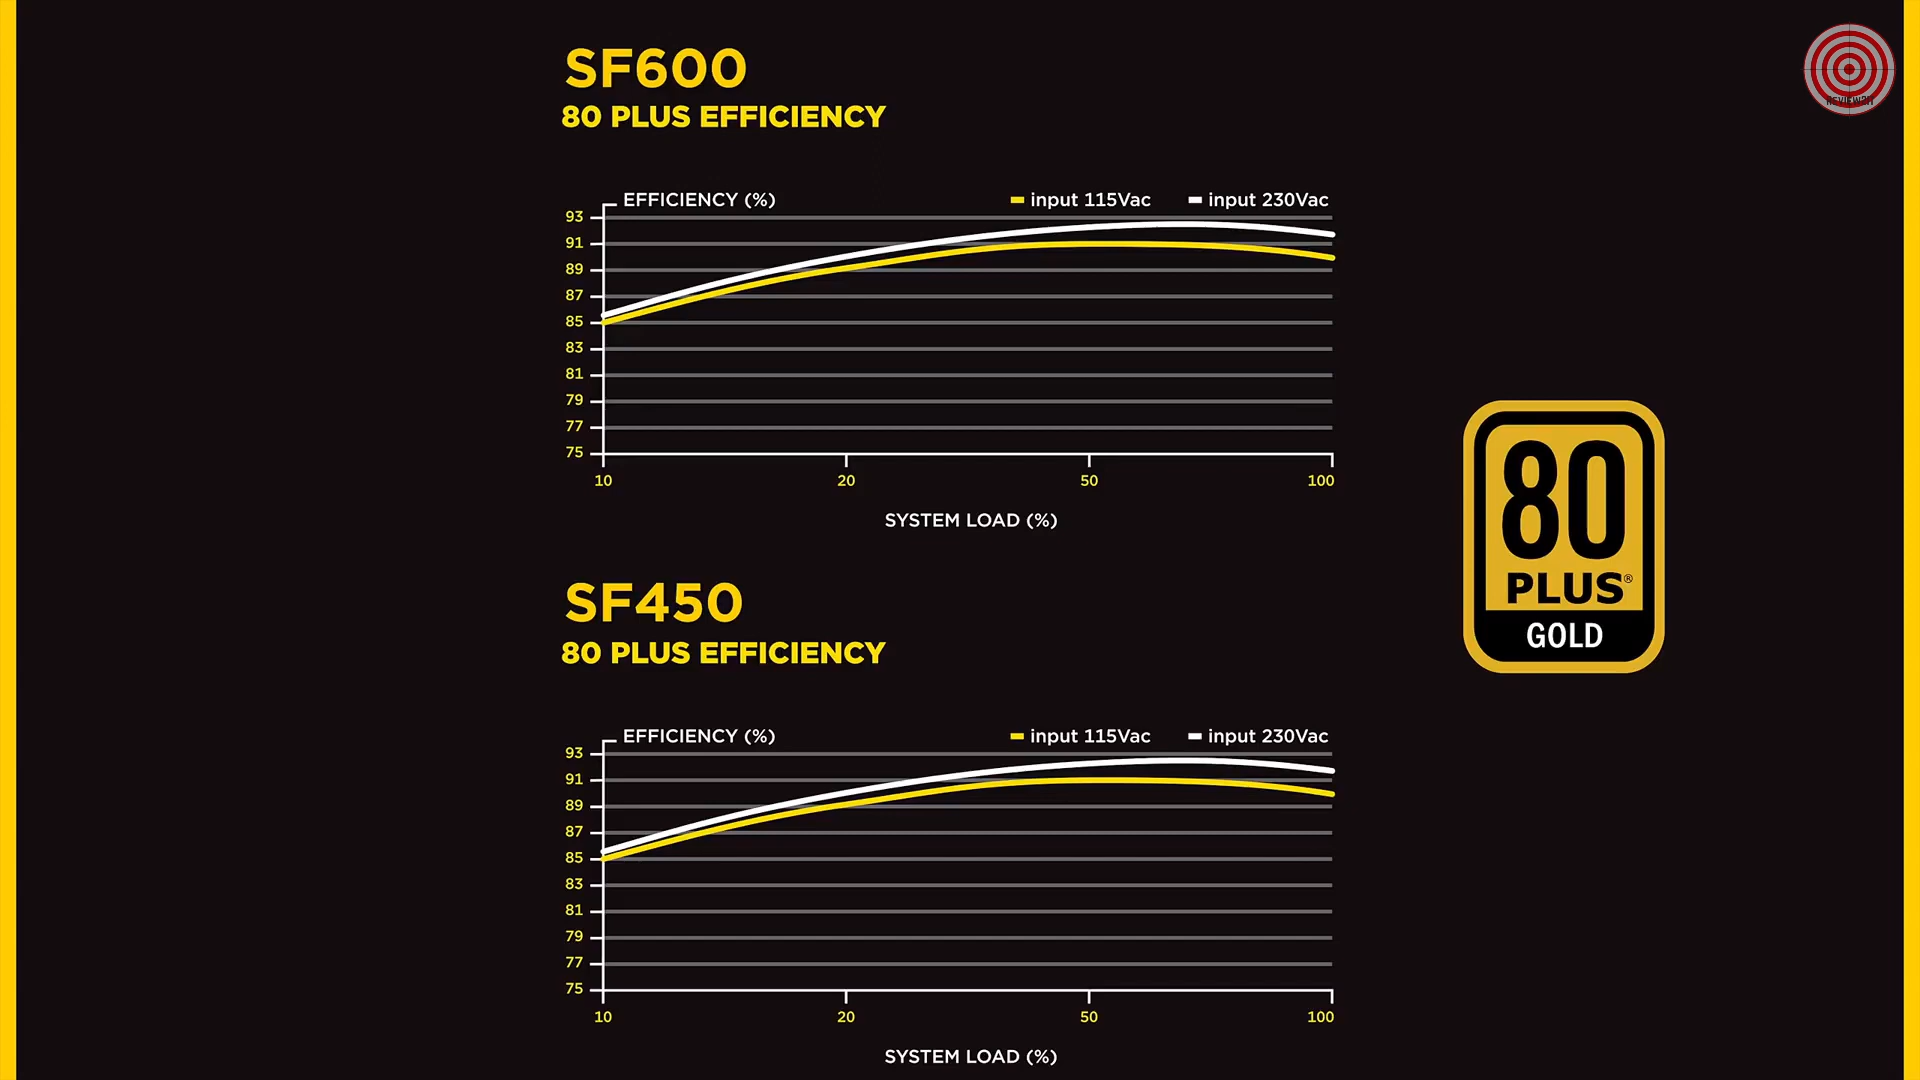 SF600
80 PLUS EFFICIENCY
EFFICIENCY (%)
input 115Vac
input 230Vac
93
91
89
87
85
83
81
79
77
75
10 20 50 100
SYSTEM LOAD (%)
80
PLUS®
GOLD
SF450
80 PLUS EFFICIENCY
EFFICIENCY (%)
input 115Vac
input 230Vac
93
91
89
87
85
83
81
79
77
75
10 20 50 100
SYSTEM LOAD (%)